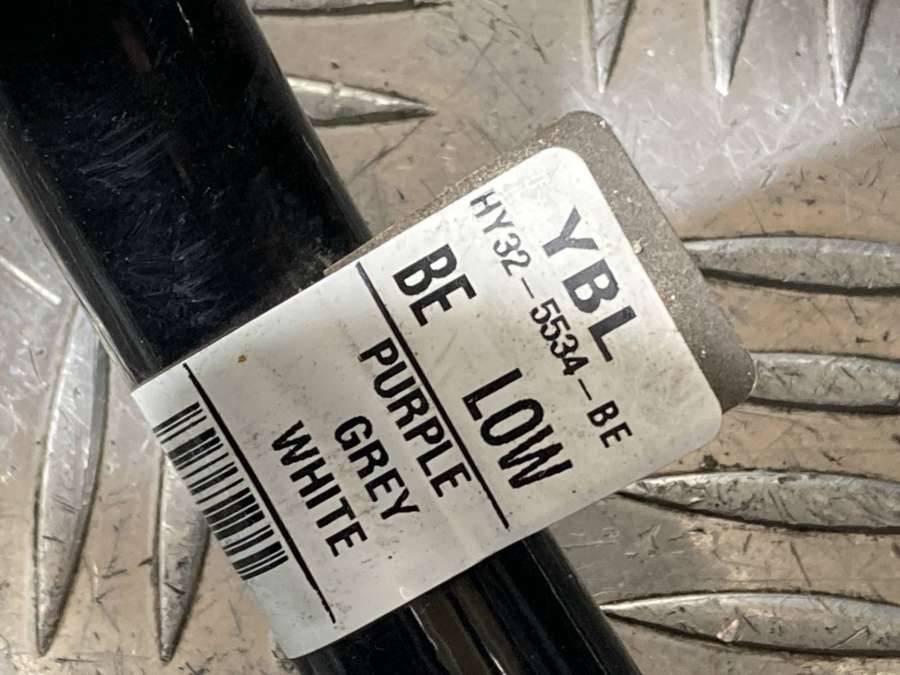 YBL
HY32-5534-BE
BE LOW
PURPLE
GREY
WHITE